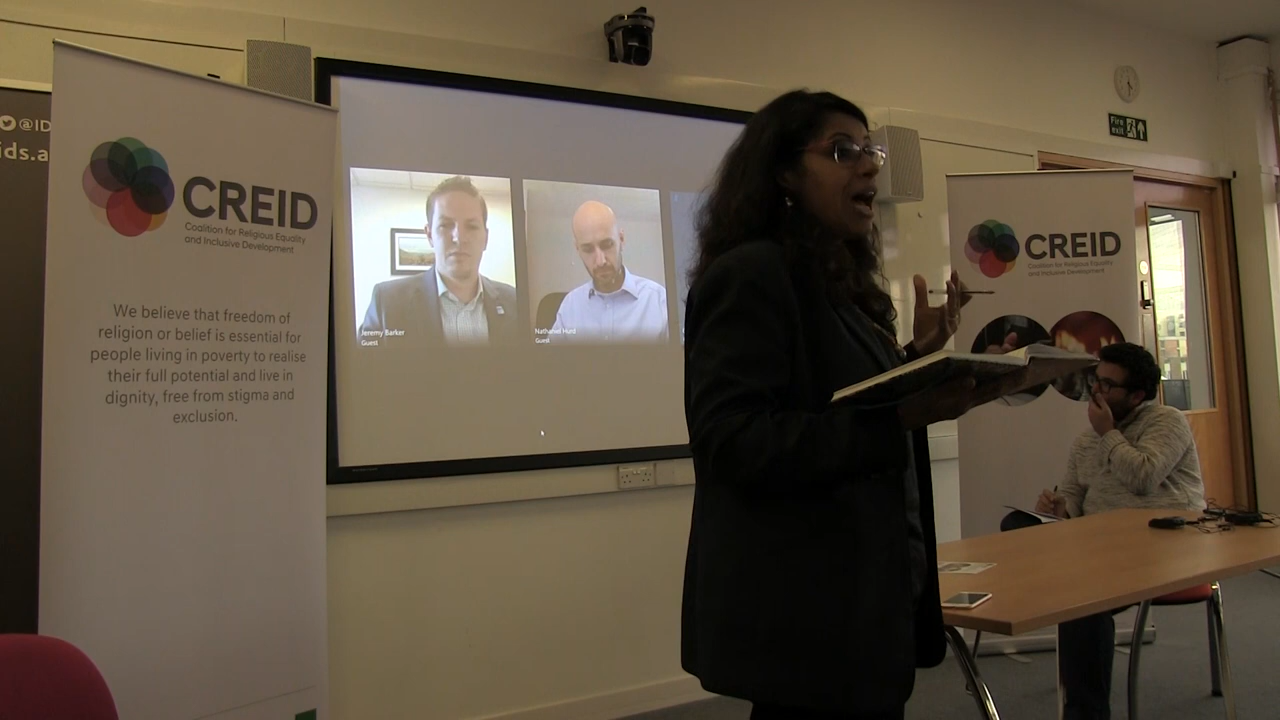 @ID
ids.a
CREID
Coalition for Religious Equality
and Inclusive Development
We believe that freedom of
religion or belief is essential for
people living in poverty to realise
their full potential and live in
dignity, free from stigma and
exclusion.
Jeremy Barker
Guest
Nathaniel Hurd
Guest
Fire
exit
CREID
Coalition for Religious Equality
and Inclusive Development